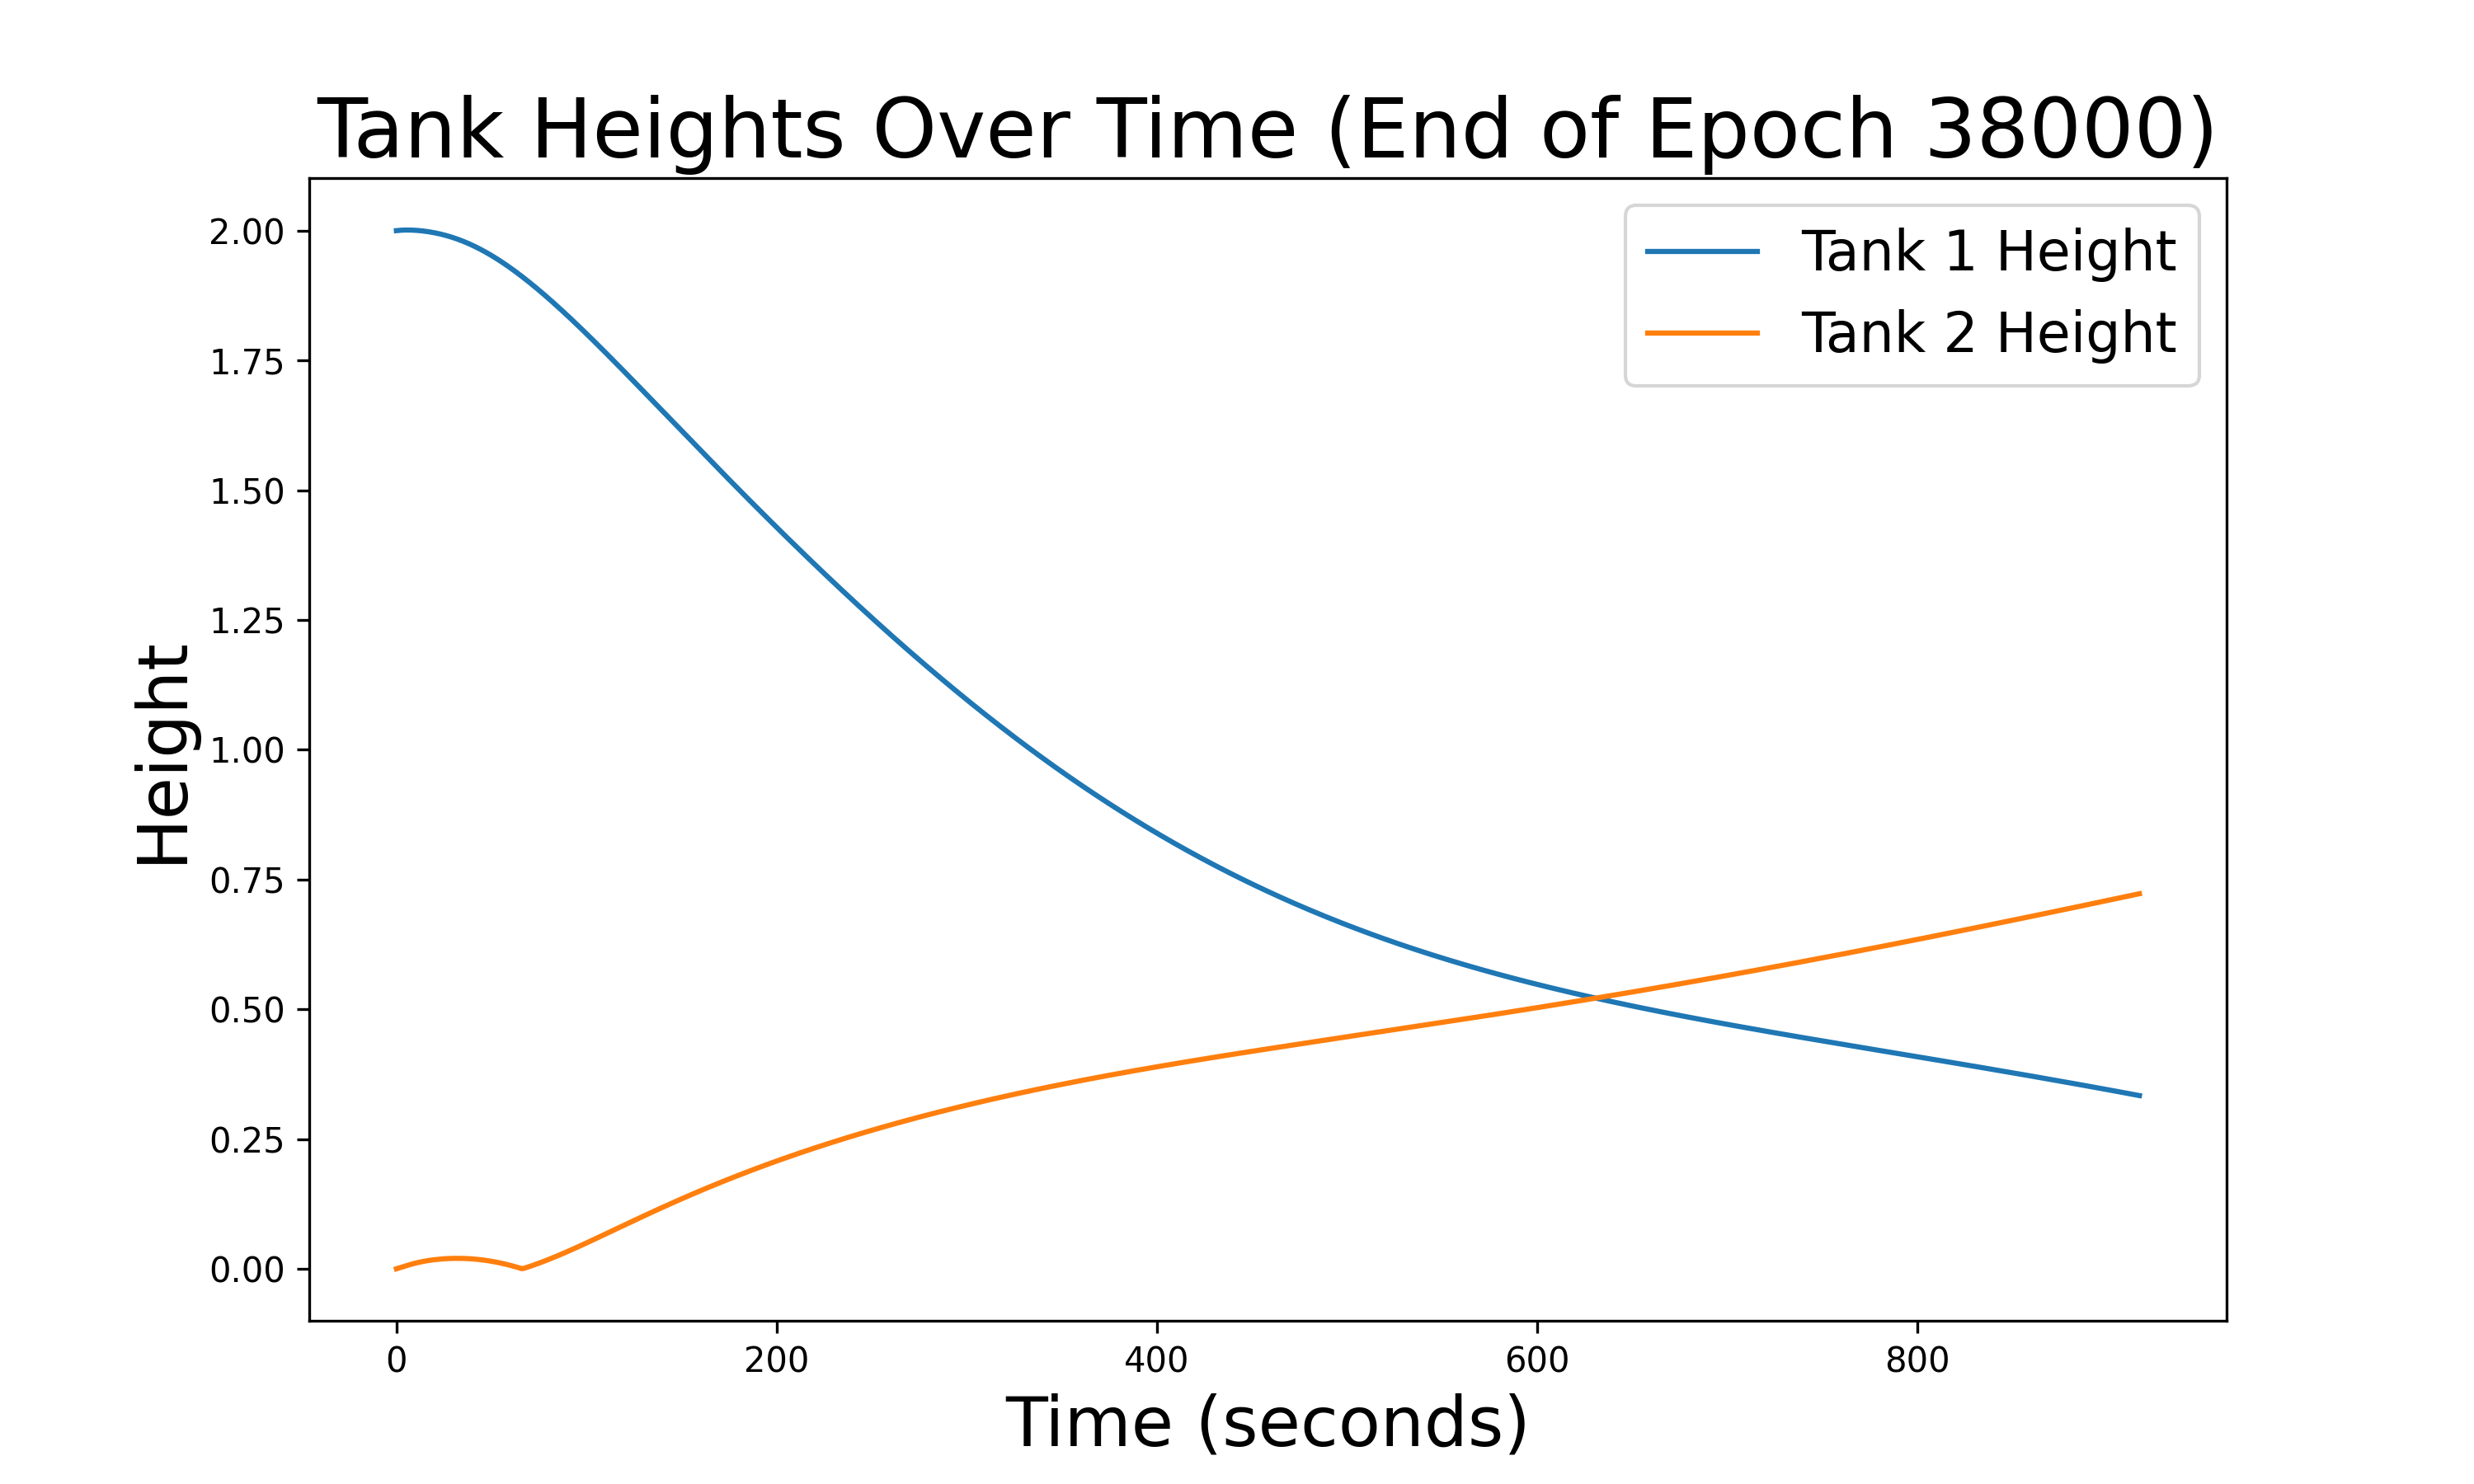 Tank Heights Over Time (End of Epoch 38000)
Tank 1 Height
Tank 2 Height
Height
2.00
1.75
1.50
1.25
1.00
0.75
0.50
0.25
0.00
0 200 400 600 800
Time (seconds)